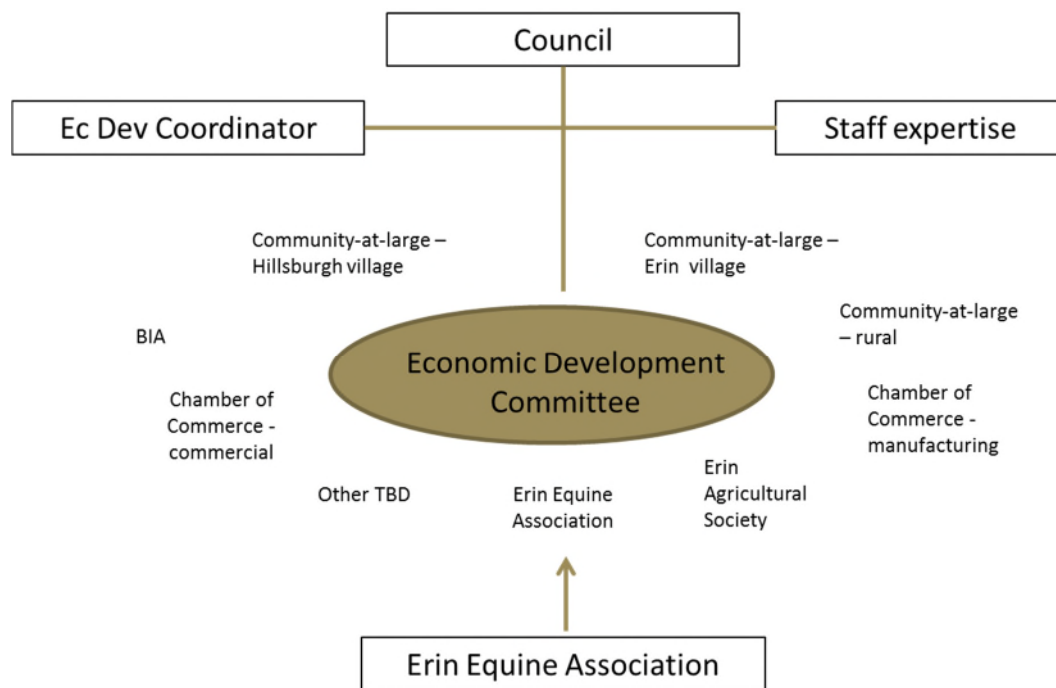 Council
Ec Dev Coordinator
Staff expertise
Community-at-large –
Hillsburgh village
Community-at-large –
Erin village
BIA
Community-at-large
– rural
Economic Development
Committee
Chamber of
Commerce -
commercial
Chamber of
Commerce -
manufacturing
Other TBD
Erin Equine
Association
Erin
Agricultural
Society
Erin Equine Association